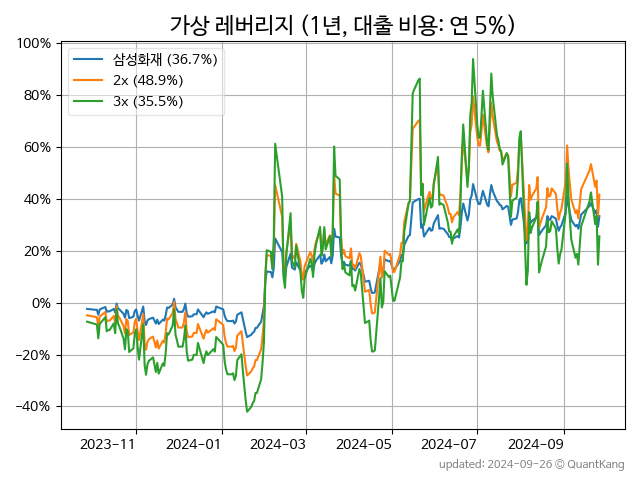 가상 레버리지 (1년, 대출 비용: 연 5%)
삼성화재 (36.7%)
2x (48.9%)
3x (35.5%)
100%
80%
60%
40%
20%
0%
−20%
−40%
2023-11
2024-01
2024-03
2024-05
2024-07
2024-09
updated: 2024-09-26 © QuantKang